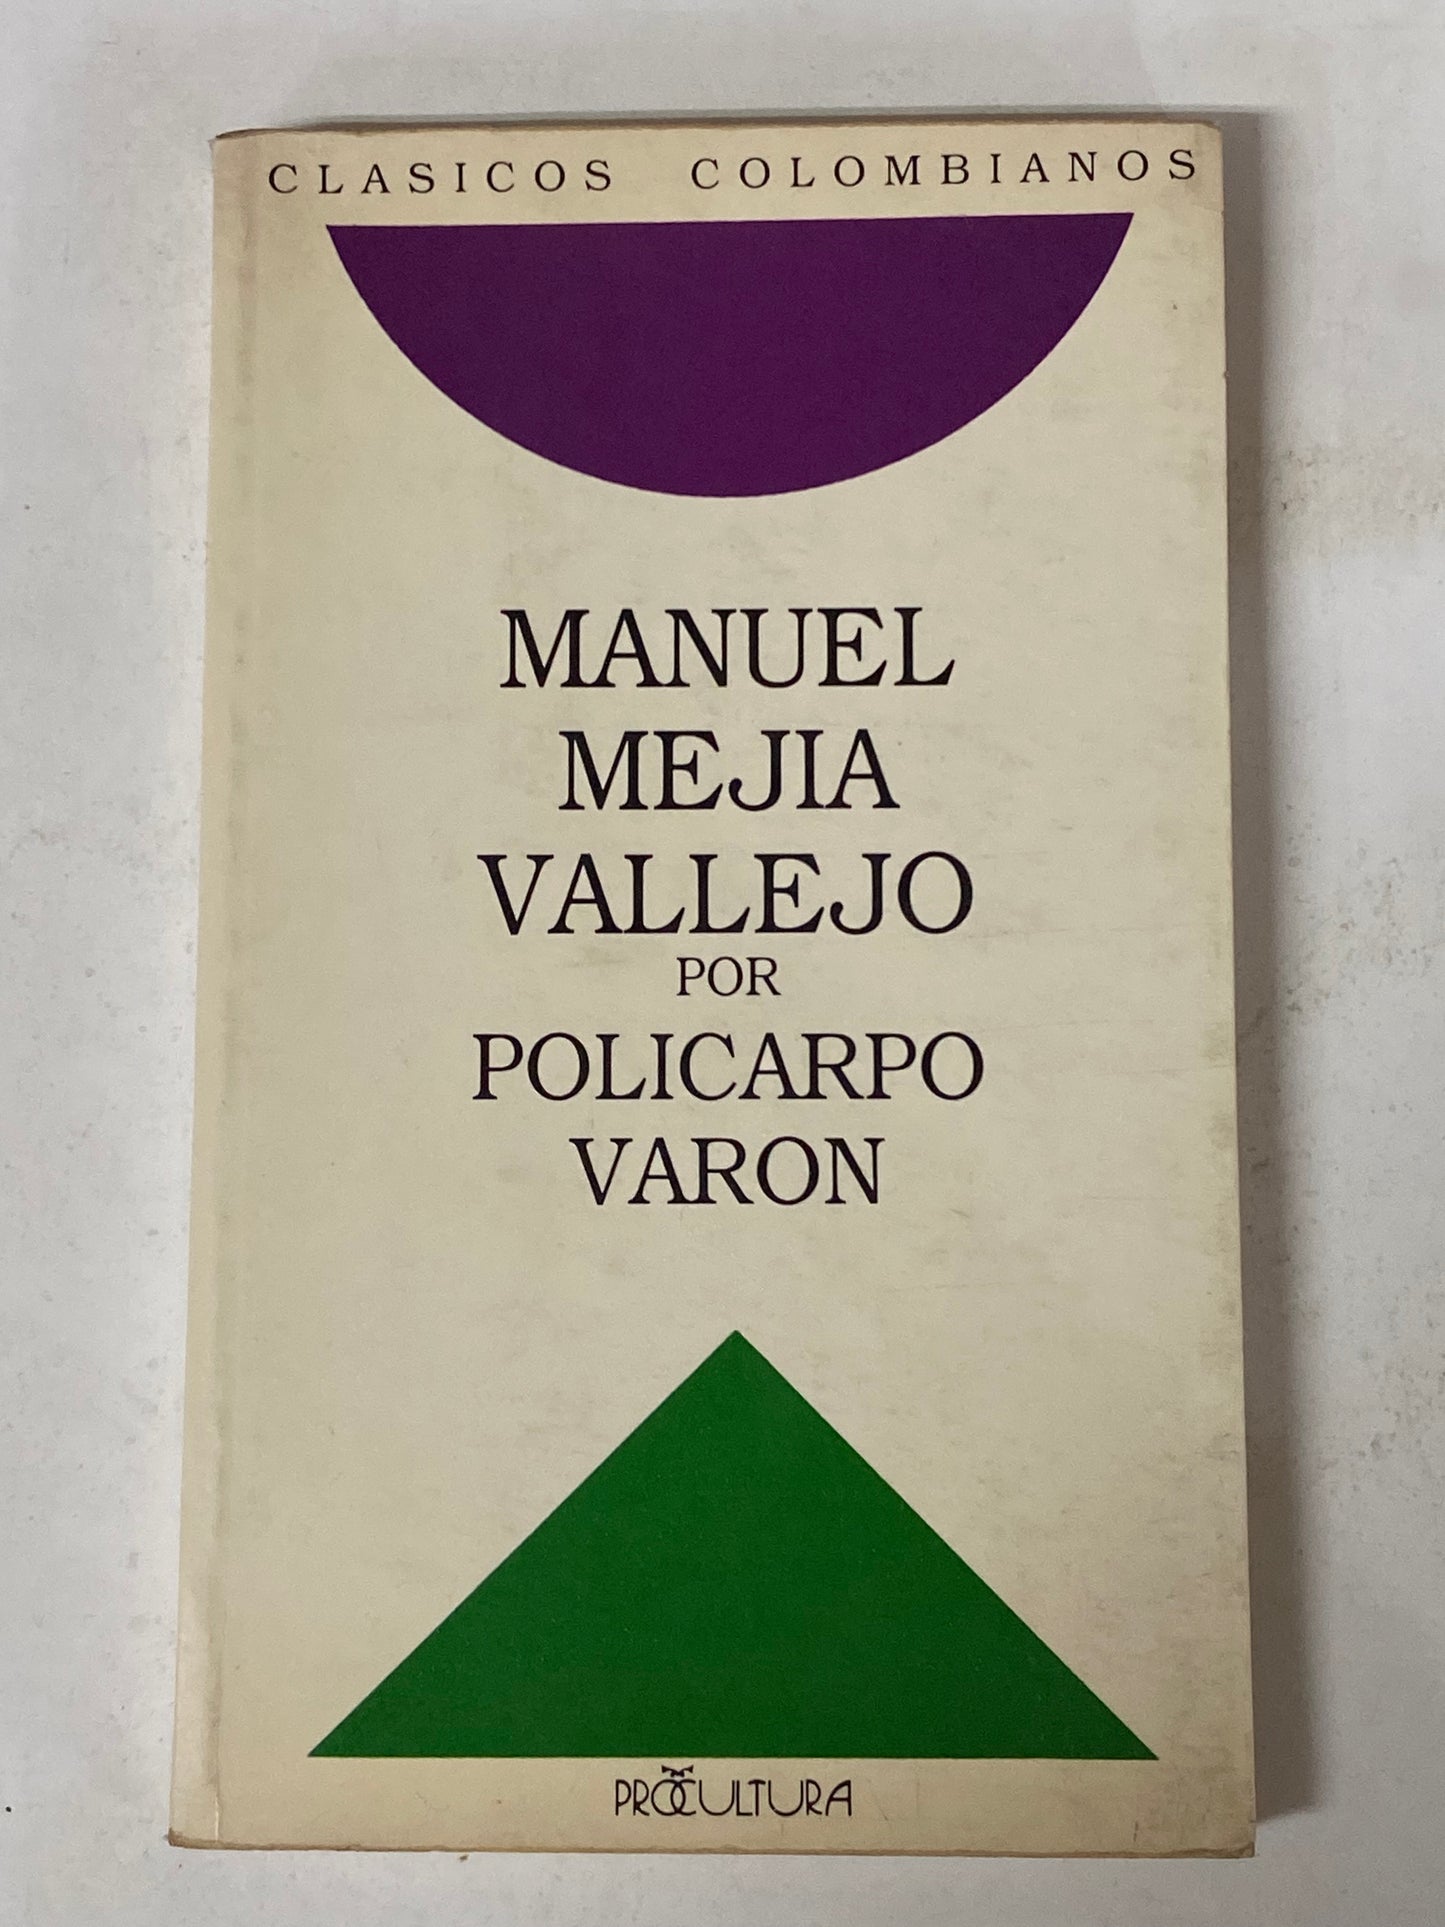 CLASICOS COLOMBIANOS
MANUEL
MEJIA
VALLEJO
POR
POLICARPO
VARON
PROCULTURA